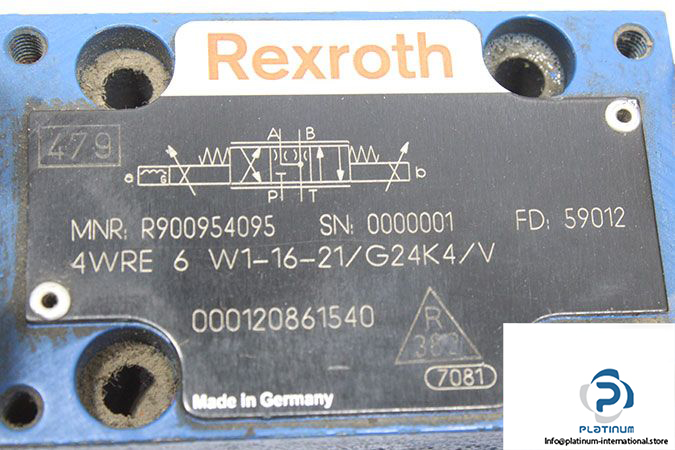 Rexroth
479
A B
a G b
P T
MNR: R900954095 SN: 0000001 FD: 59012
4WRE 6 W1-16-21/G24K4/V
000120861540
R
383
7081
Made in Germany
PLATINUM
Info@platinum-international.store